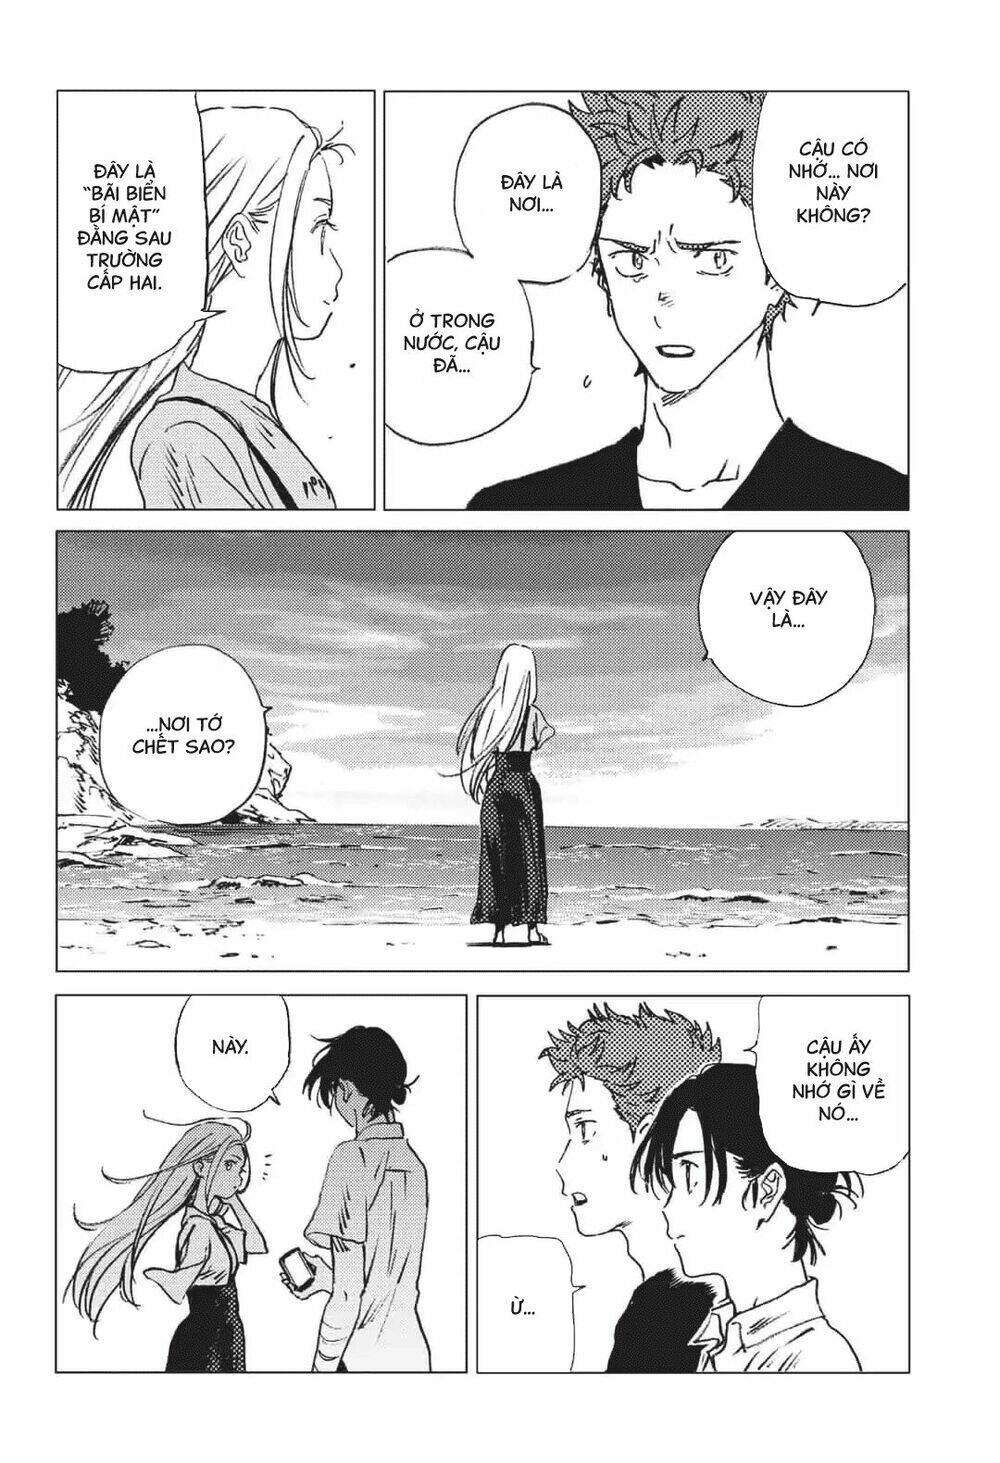 CẬU CÓ
NHỚ... NƠI
NÀY
KHÔNG?
ĐÂY LÀ
NƠI...
Ở TRONG
NƯỚC, CẬU
ĐÃ...
ĐÂY LÀ
“BÃI BIỂN
BÍ MẬT”
ĐẰNG SAU
TRƯỜNG
CẤP HAI.
VẬY ĐÂY
LÀ...
...NƠI TỚ
CHẾT SAO?
CẬU ẤY
KHÔNG
NHỚ GÌ VỀ
NÓ...
Ừ...
NÀY.